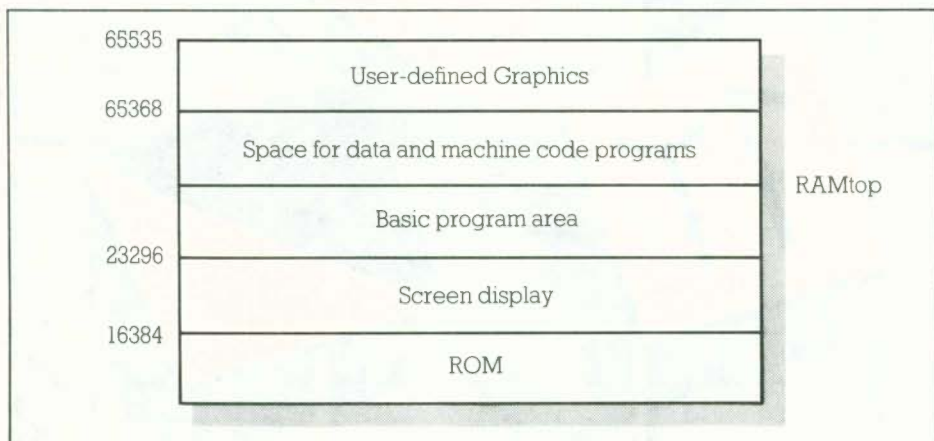 65535
User-defined Graphics
65368
Space for data and machine code programs
RAMtop
Basic program area
23296
Screen display
16384
ROM